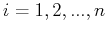 i = 1, 2, ..., n